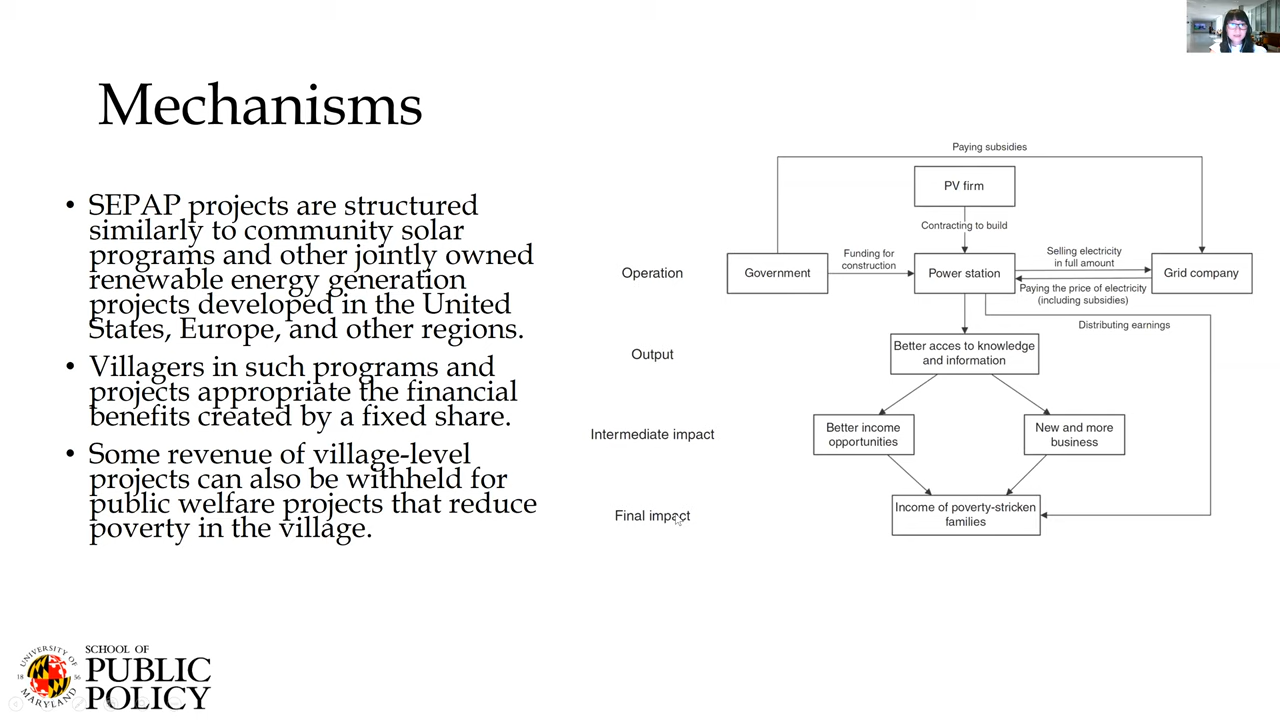 Mechanisms
• SEPAP projects are structured
similarly to community solar
programs and other jointly owned
renewable energy generation
projects developed in the United
States, Europe, and other regions.
• Villagers in such programs and
projects appropriate the financial
benefits created by a fixed share.
• Some revenue of village-level
projects can also be withheld for
public welfare projects that reduce
poverty in the village.
Paying subsidies
PV firm
Contracting to build
Operation
Government
Funding for
construction
Power station
Selling electricity
in full amount
Paying the price of electricity
(including subsidies)
Grid company
Distributing earnings
Output
Better acces to knowledge
and information
Intermediate impact
Better income
opportunities
New and more
business
Final impact
Income of poverty-stricken
families
UNIVERSITY OF
18 56
MARYLAND
SCHOOL OF
PUBLIC
POLICY